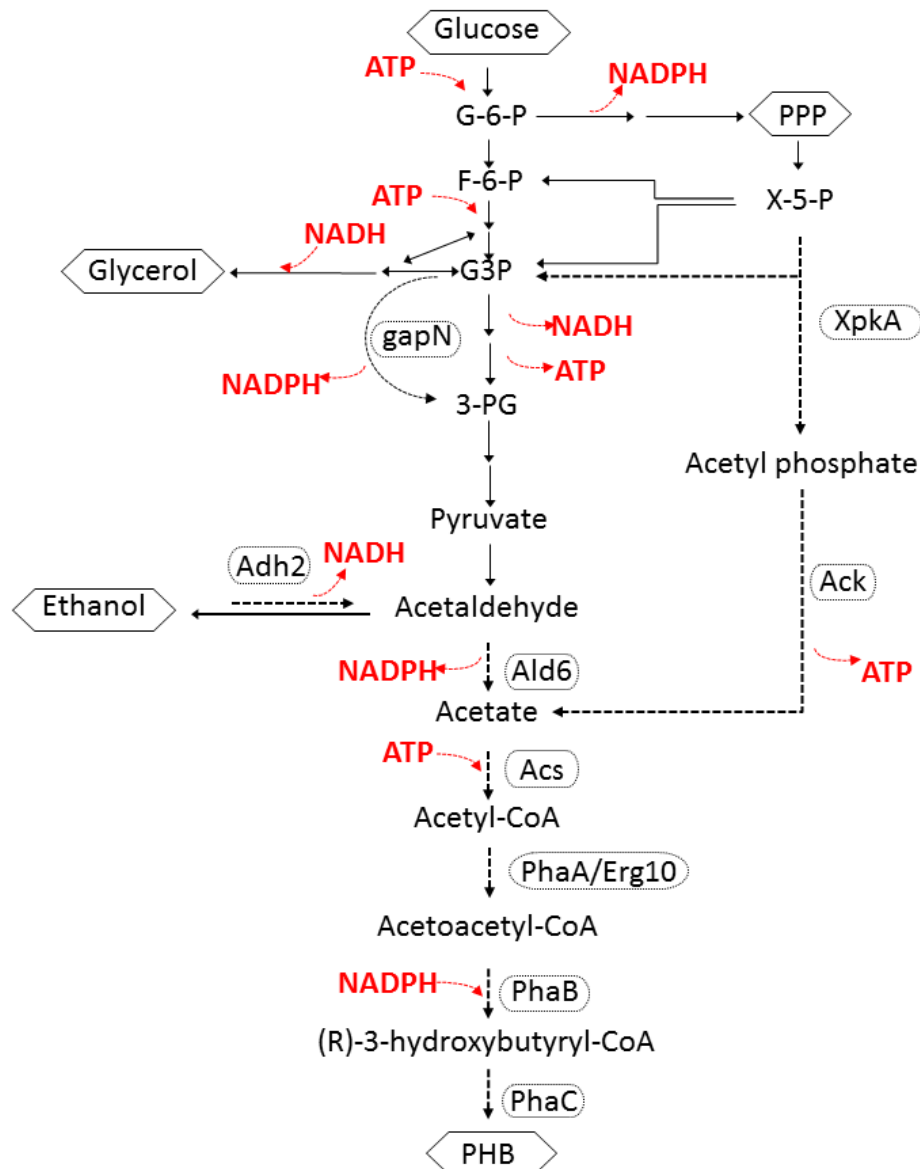 Glucose
ATP
NADPH
G-6-P
PPP
F-6-P
ATP
X-5-P
NADH
Glycerol
G3P
gapN
NADH
XpkA
NADPH
ATP
3-PG
Acetyl phosphate
Pyruvate
Adh2
NADH
Ack
Ethanol
Acetaldehyde
NADPH
Ald6
ATP
Acetate
ATP
Acs
Acetyl-CoA
PhaA/Erg10
Acetoacetyl-CoA
NADPH
PhaB
(R)-3-hydroxybutyryl-CoA
PhaC
PHB